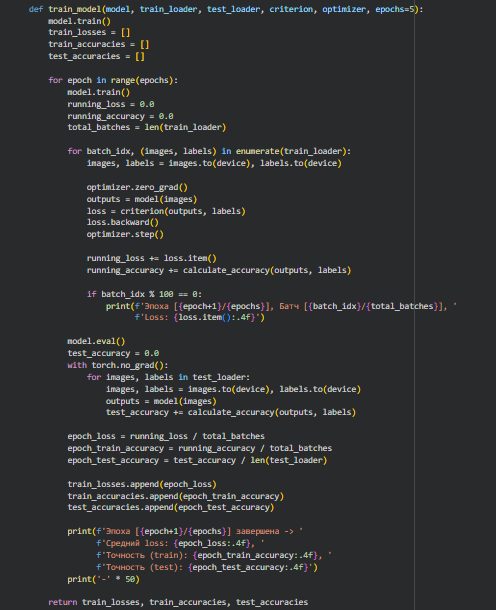 def train_model(model, train_loader, test_loader, criterion, optimizer, epochs=5):
    model.train()
    train_losses = []
    train_accuracies = []
    test_accuracies = []

    for epoch in range(epochs):
        model.train()
        running_loss = 0.0
        running_accuracy = 0.0
        total_batches = len(train_loader)

        for batch_idx, (images, labels) in enumerate(train_loader):
            images, labels = images.to(device), labels.to(device)

            optimizer.zero_grad()
            outputs = model(images)
            loss = criterion(outputs, labels)
            loss.backward()
            optimizer.step()

            running_loss += loss.item()
            running_accuracy += calculate_accuracy(outputs, labels)

            if batch_idx % 100 == 0:
                print(f'Эпоха [{epoch+1}/{epochs}], Батч [{batch_idx}/{total_batches}], '
                      f'Loss: {loss.item():.4f}')

        model.eval()
        test_accuracy = 0.0
        with torch.no_grad():
            for images, labels in test_loader:
                images, labels = images.to(device), labels.to(device)
                outputs = model(images)
                test_accuracy += calculate_accuracy(outputs, labels)

        epoch_loss = running_loss / total_batches
        epoch_train_accuracy = running_accuracy / total_batches
        epoch_test_accuracy = test_accuracy / len(test_loader)

        train_losses.append(epoch_loss)
        train_accuracies.append(epoch_train_accuracy)
        test_accuracies.append(epoch_test_accuracy)

        print(f'Эпоха [{epoch+1}/{epochs}] завершена -> '
              f'Средний loss: {epoch_loss:.4f}, '
              f'Точность (train): {epoch_train_accuracy:.4f}, '
              f'Точность (test): {epoch_test_accuracy:.4f}')
        print('-' * 50)

    return train_losses, train_accuracies, test_accuracies